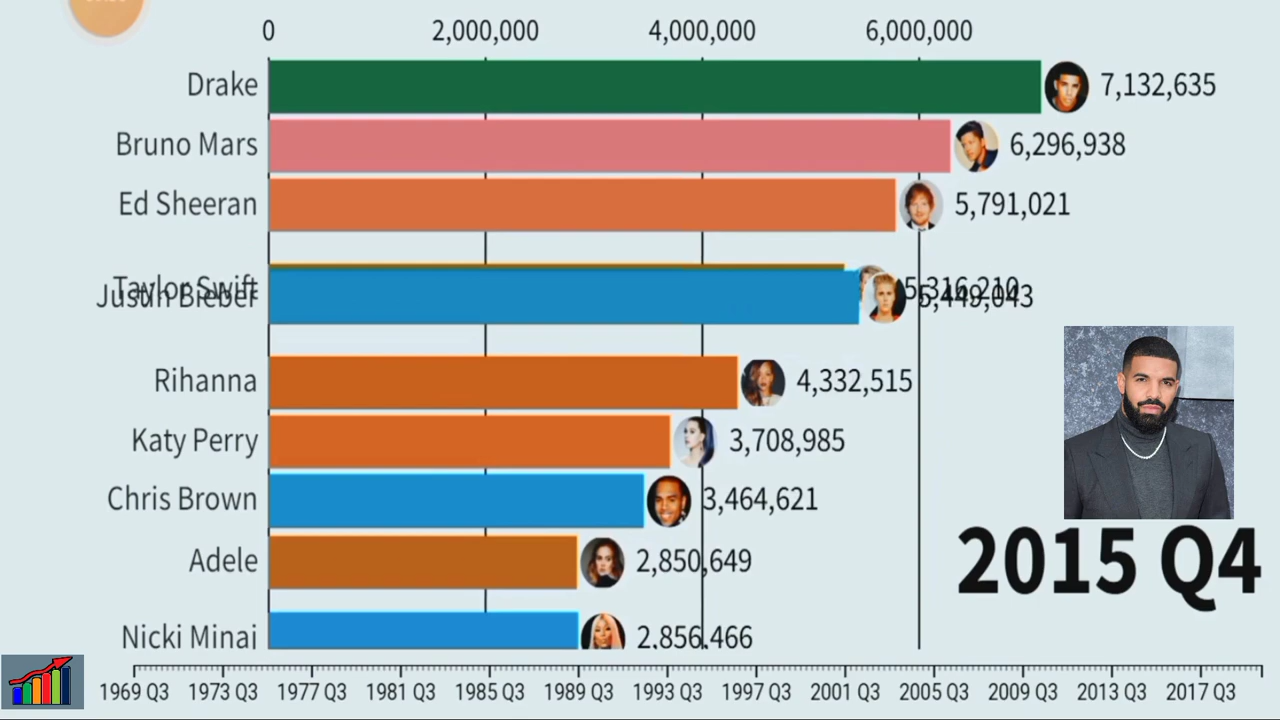 0 2,000,000 4,000,000 6,000,000
Drake 7,132,635
Bruno Mars 6,296,938
Ed Sheeran 5,791,021
Taylor Swift 5,316,210
Justin Bieber 5,449,043
Rihanna 4,332,515
Katy Perry 3,708,985
Chris Brown 3,464,621
Adele 2,850,649
2015 Q4
Nicki Minaj 2,856,466
1969 Q3 1973 Q3 1977 Q3 1981 Q3 1985 Q3 1989 Q3 1993 Q3 1997 Q3 2001 Q3 2005 Q3 2009 Q3 2013 Q3 2017 Q3